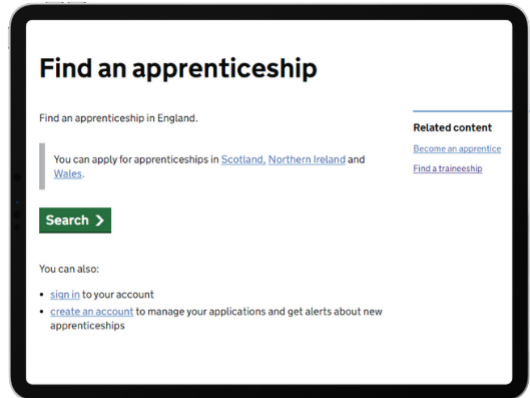 Find an apprenticeship
Find an apprenticeship in England.
You can apply for apprenticeships in Scotland, Northern Ireland and
Wales.
Search >
You can also:
• sign in to your account
• create an account to manage your applications and get alerts about new
apprenticeships
Related content
Become an apprentice
Find a traineeship